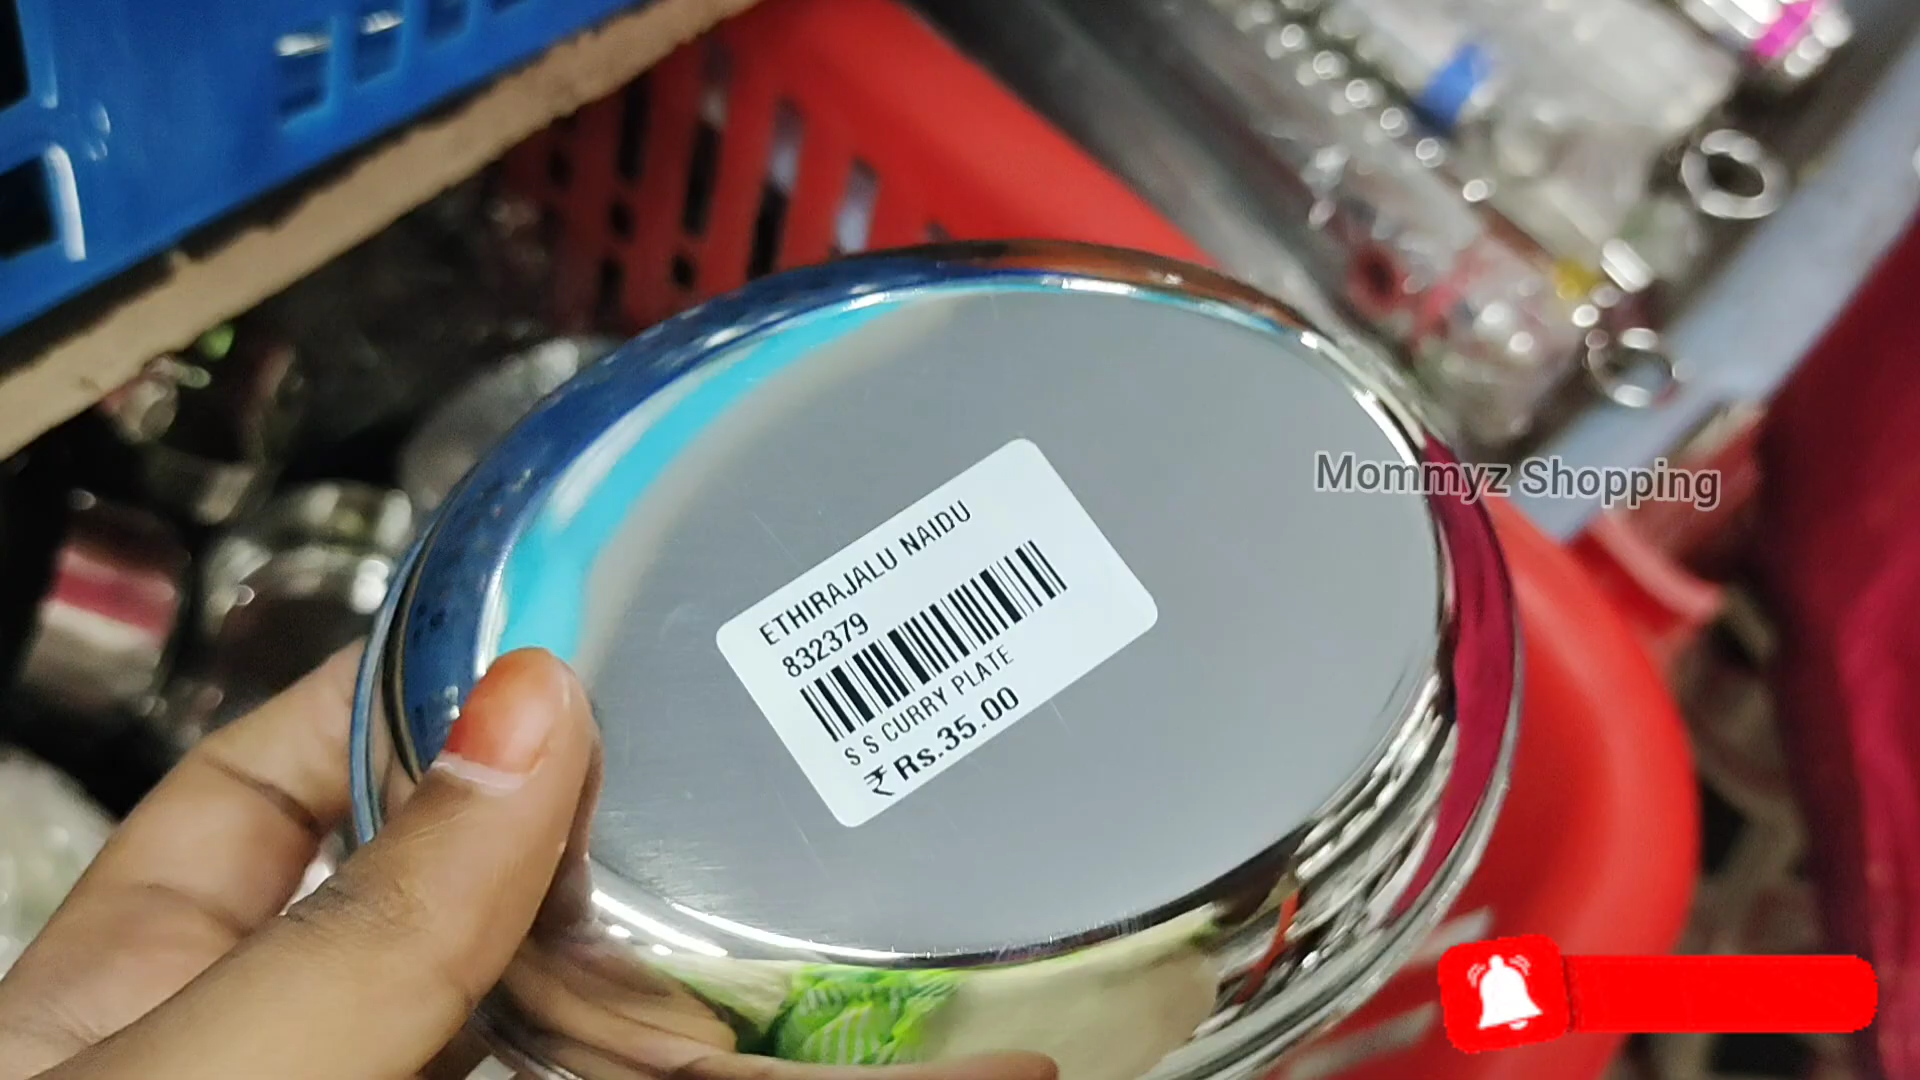 ETHIRAJALU NAIDU
832379
S S CURRY PLATE
₹ Rs.35.00
Mommyz Shopping